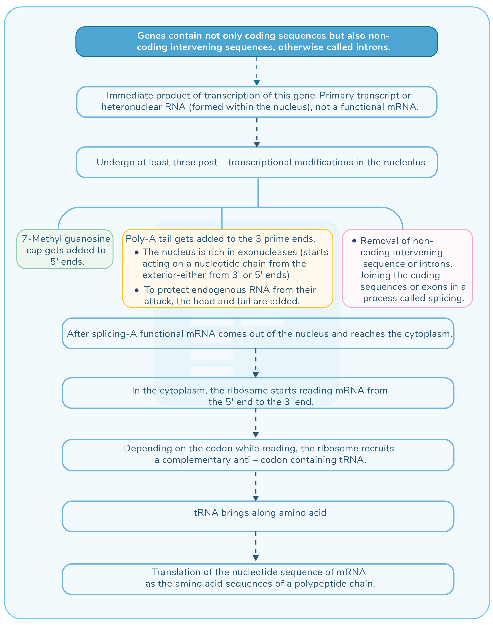 Genes contain not only coding sequences but also non-
coding intervening sequences, otherwise called introns.
Immediate product of transcription of this gene. Primary transcript or
heteronuclear RNA (formed within the nucleus), not a functional mRNA.
Undergo at least three post – transcriptional modifications in the nucleolus
7-Methyl guanosine
cap gets added to
5' ends.
Poly-A tail gets added to the 3 prime ends.
• The nucleus is rich in exonucleases (starts
acting on a nucleotide chain from the
exterior-either from 3' or 5' ends)
• To protect endogenous RNA from their
attack, the head and tail are added.
• Removal of non-
coding intervening
sequence or introns.
Joining the coding
sequences or exons in a
process called splicing.
After splicing-A functional mRNA comes out of the nucleus and reaches the cytoplasm.
In the cytoplasm, the ribosome starts reading mRNA from
the 5' end to the 3' end.
Depending on the codon while reading, the ribosome recruits
a complementary anti – codon containing tRNA.
tRNA brings along amino acid
Translation of the nucleotide sequence of mRNA
as the amino acid sequences of a polypeptide chain.